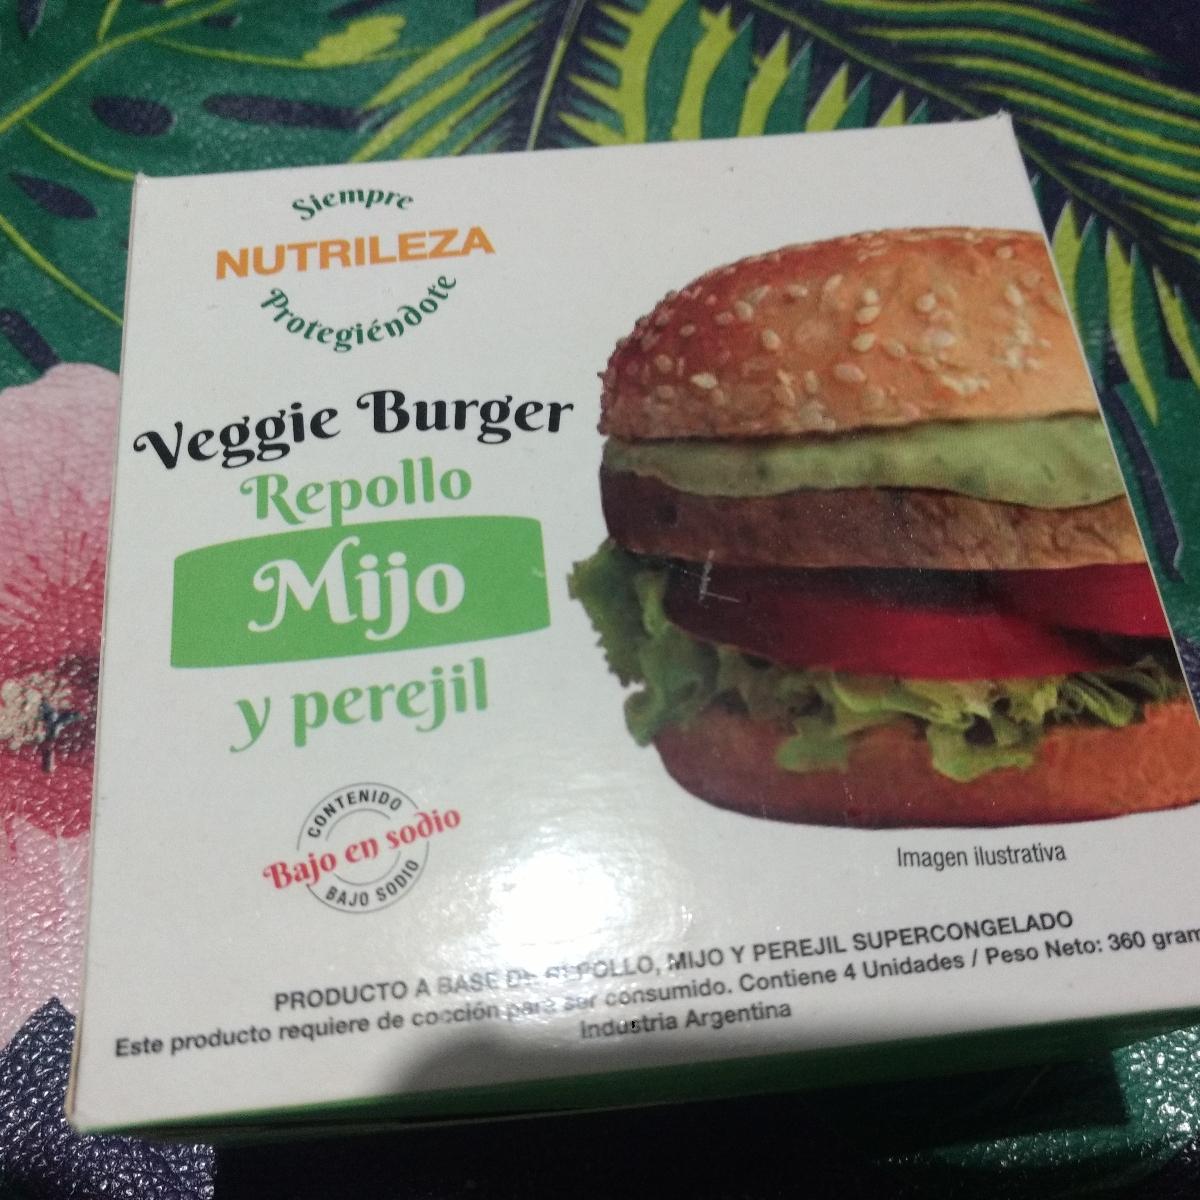 Siempre
NUTRILEZA
Protegiéndote
Veggie Burger
Repollo
Mijo
y perejil
CONTENIDO
Bajo en sodio
BAJO SODIO
Imagen ilustrativa
PRODUCTO A BASE DE REPOLLO, MIJO Y PEREJIL SUPERCONGELADO
Este producto requiere de cocción para ser consumido. Contiene 4 Unidades / Peso Neto: 360 gram
Industria Argentina